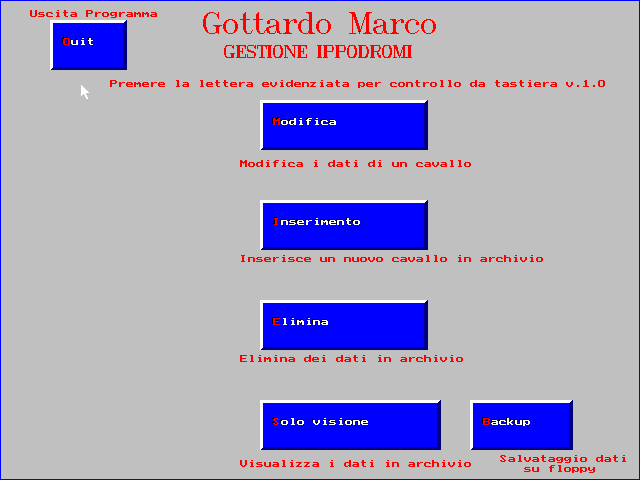 Uscita Programma
Gottardo Marco
Quit
GESTIONE IPPODROMI
Premere la lettera evidenziata per controllo da tastiera v.1.0
Modifica
Modifica i dati di un cavallo
Inserimento
Inserisce un nuovo cavallo in archivio
Elimina
Elimina dei dati in archivio
Solo visione
Backup
Visualizza i dati in archivio
Salvataggio dati
su floppy